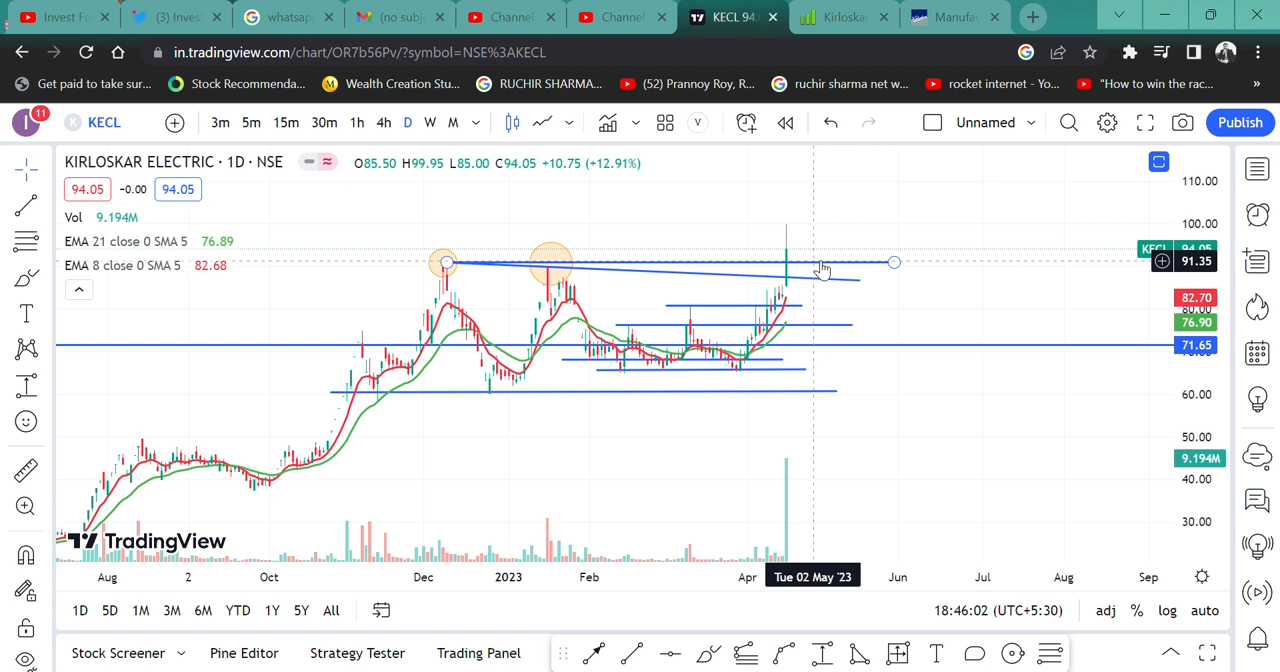 Invest Fo
(3) Invest
whatsap
(no subj
Channel
Channel
KECL 94.
Kirloska
Manufac
in.tradingview.com/chart/OR7b56Pv/?symbol=NSE%3AKECL
Get paid to take sur...
Stock Recommenda...
Wealth Creation Stu...
RUCHIR SHARMA...
(52) Prannoy Roy, R...
ruchir sharma net w...
rocket internet - Yo...
"How to win the rac...
»
I
11
K
KECL
3m
5m
15m
30m
1h
4h
D
W
M
V
Unnamed
Publish
KIRLOSKAR ELECTRIC · 1D · NSE
O85.50 H99.95 L85.00 C94.05 +10.75 (+12.91%)
94.05
-0.00
94.05
Vol 9.194M
EMA 21 close 0 SMA 5 76.89
EMA 8 close 0 SMA 5 82.68
110.00
100.00
KECL 94.05
91.35
82.70
80.00
76.90
71.65
60.00
50.00
9.194M
40.00
30.00
TradingView
Aug
2
Oct
Dec
2023
Feb
Apr
Tue 02 May '23
Jun
Jul
Aug
Sep
1D
5D
1M
3M
6M
YTD
1Y
5Y
All
18:46:02 (UTC+5:30)
adj
%
log
auto
Stock Screener
Pine Editor
Strategy Tester
Trading Panel